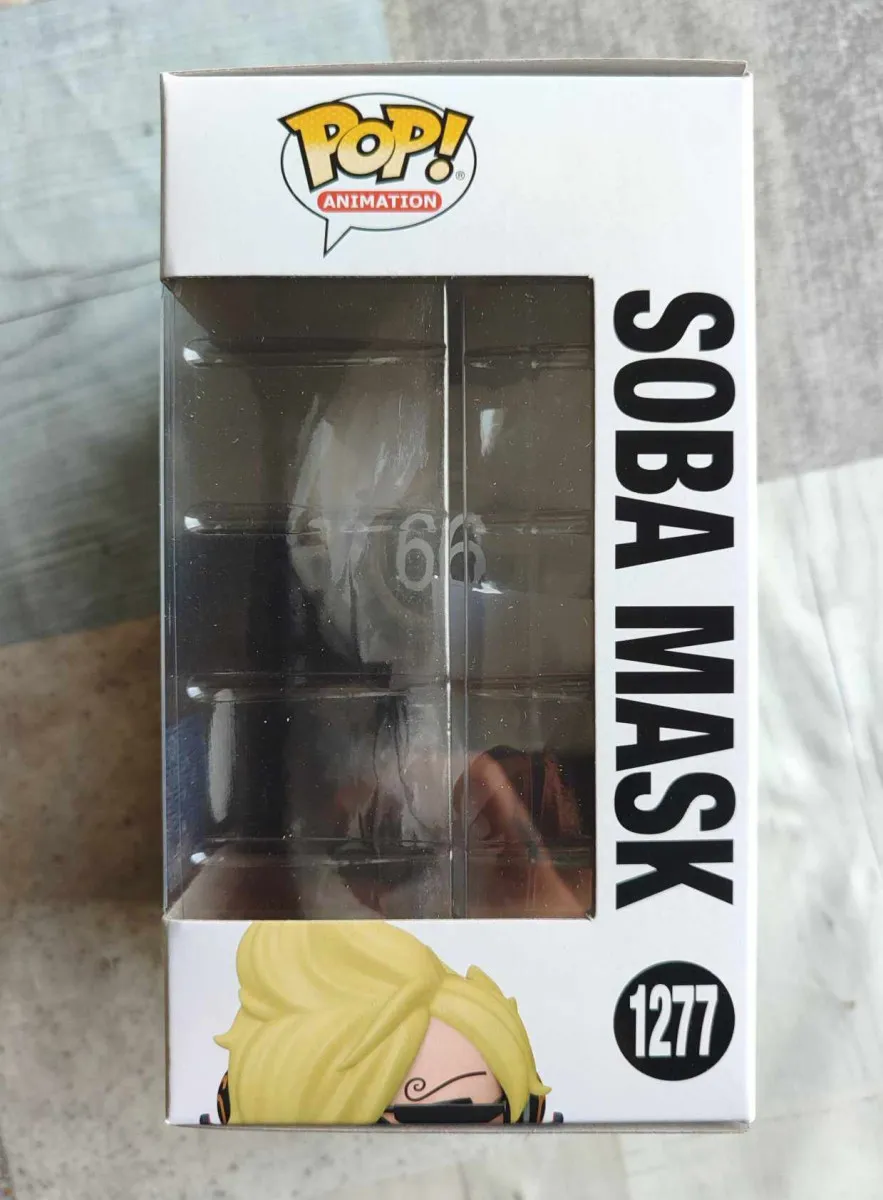 POP!®
ANIMATION
66
SOBA MASK
1277